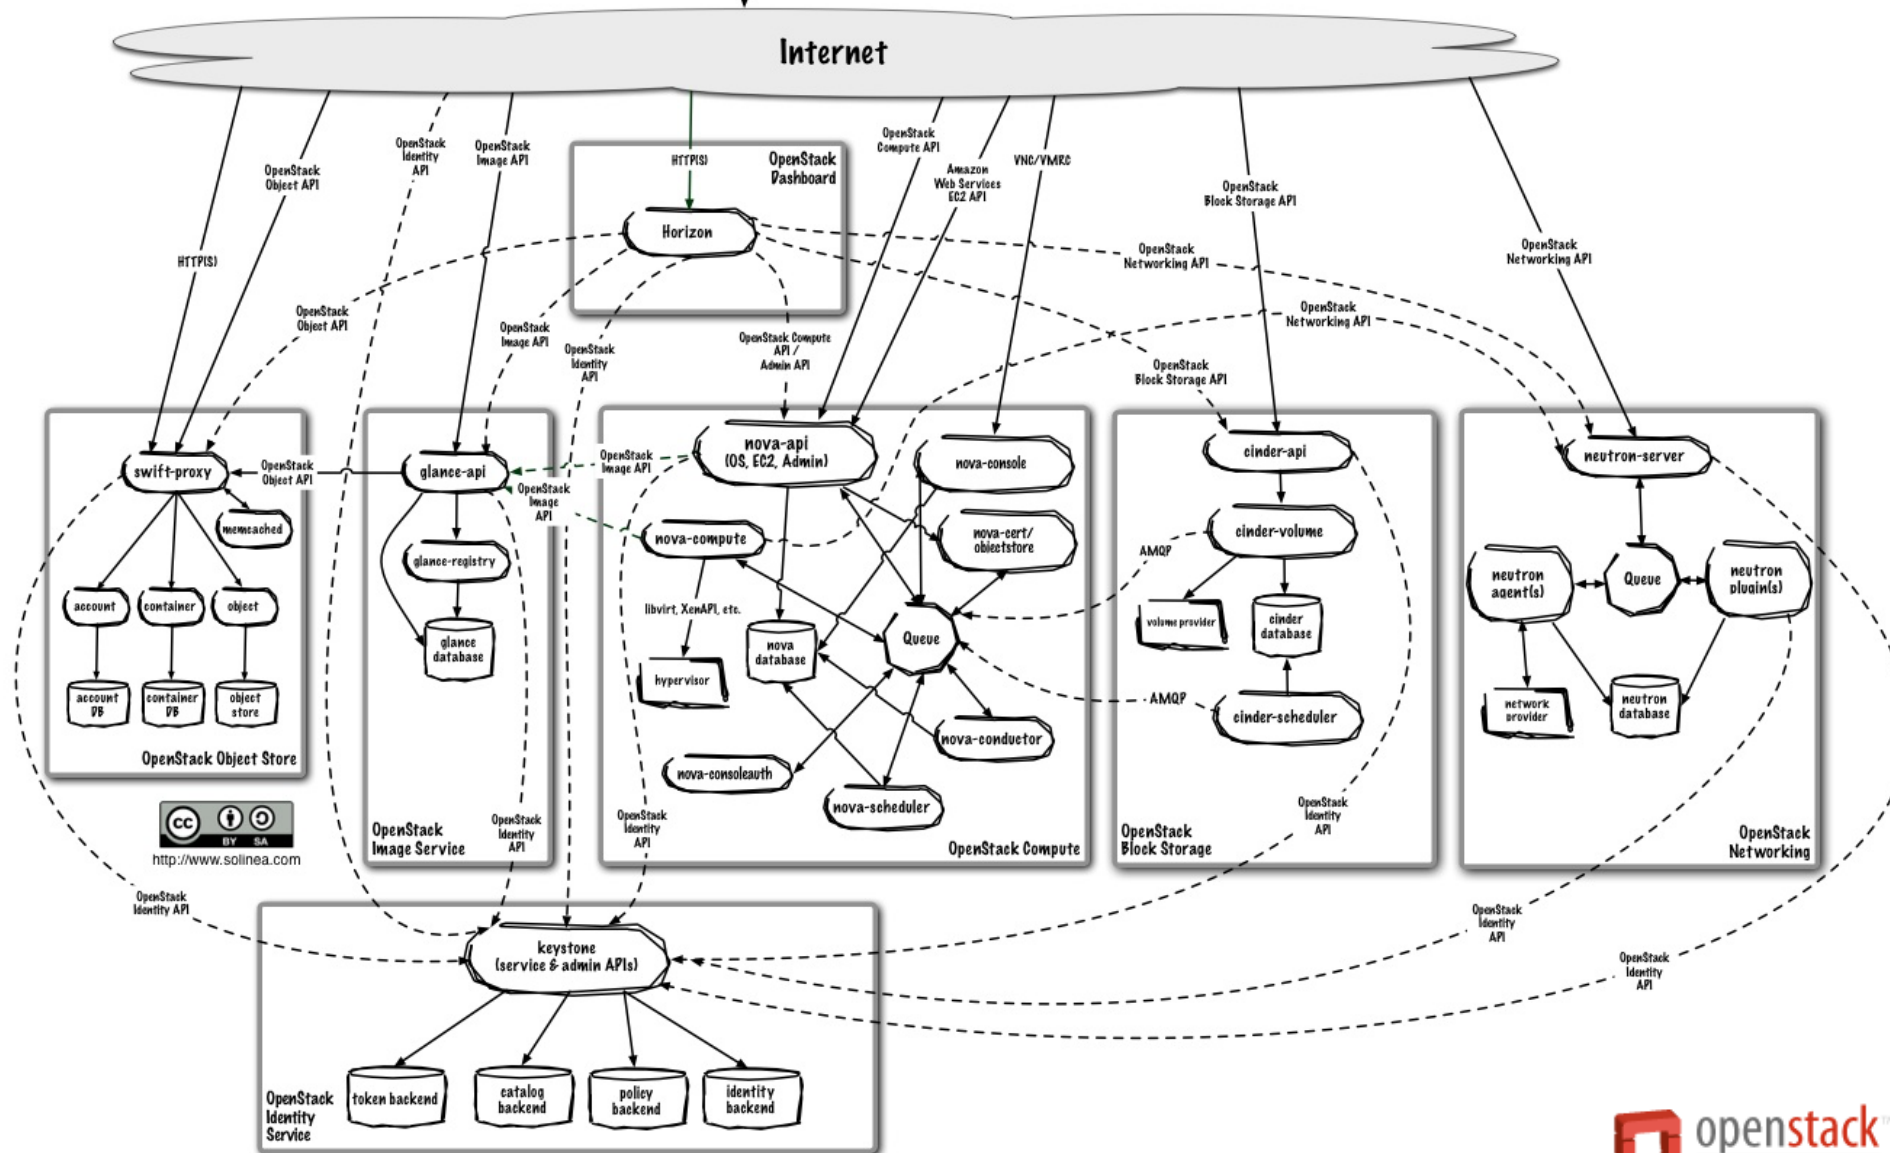 Internet
OpenStack
Identity
API
OpenStack
Image API
OpenStack
Object API
HTTP(S)
HTTP(S)
OpenStack
Dashboard
Horizon
OpenStack
Compute API
Amazon
Web Services
EC2 API
VNC/VMRC
OpenStack
Block Storage API
OpenStack
Networking API
OpenStack
Networking API
OpenStack
Networking API
OpenStack
Object API
OpenStack
Image API
OpenStack
Identity
API
OpenStack Compute
API /
Admin API
OpenStack
Block Storage API
swift-proxy
OpenStack
Object API
memcached
account
container
object
account
DB
container
DB
object
store
OpenStack Object Store
glance-api
glance-registry
glance
database
OpenStack
Identity
API
OpenStack
Image Service
OpenStack
Image API
OpenStack
Image
API
nova-api
(OS, EC2, Admin)
nova-console
nova-compute
nova-cert/
objectstore
libvirt, XenAPI, etc.
hypervisor
nova
database
Queue
nova-conductor
nova-consoleauth
nova-scheduler
OpenStack
Identity
API
OpenStack Compute
cinder-api
cinder-volume
AMQP
volume provider
cinder
database
AMQP
cinder-scheduler
OpenStack
Identity
API
OpenStack
Block Storage
neutron-server
neutron
agent(s)
Queue
neutron
plugin(s)
network
provider
neutron
database
OpenStack
Networking
cc
BY SA
http://www.solinea.com
OpenStack
Identity API
keystone
(service & admin APIs)
OpenStack
Identity
API
OpenStack
Identity
API
token backend
catalog
backend
policy
backend
identity
backend
OpenStack
Identity
Service
openstack